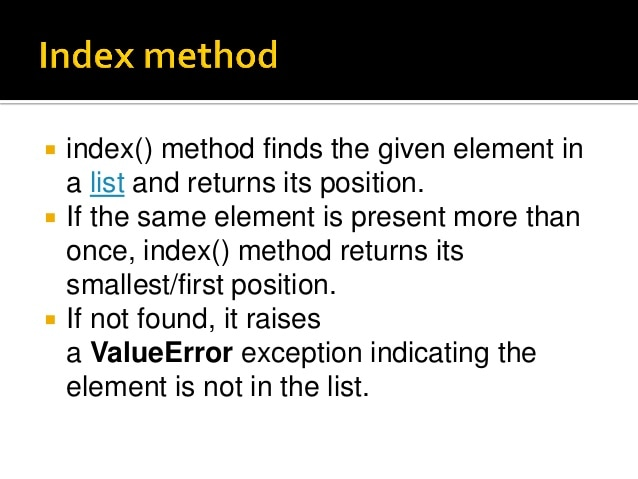 Index method
▪ index() method finds the given element in
a list and returns its position.
▪ If the same element is present more than
once, index() method returns its
smallest/first position.
▪ If not found, it raises
a ValueError exception indicating the
element is not in the list.